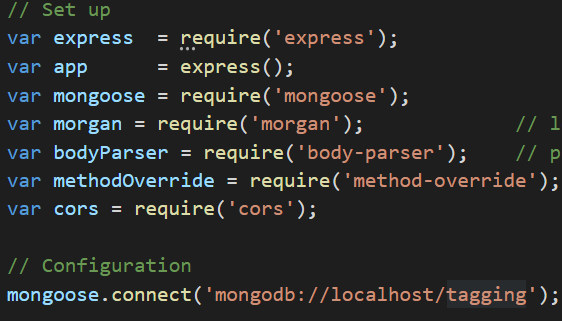 // Set up
var express  = require('express');
var app      = express();
var mongoose = require('mongoose');
var morgan = require('morgan');             // l
var bodyParser = require('body-parser');    // p
var methodOverride = require('method-override');
var cors = require('cors');

// Configuration
mongoose.connect('mongodb://localhost/tagging');